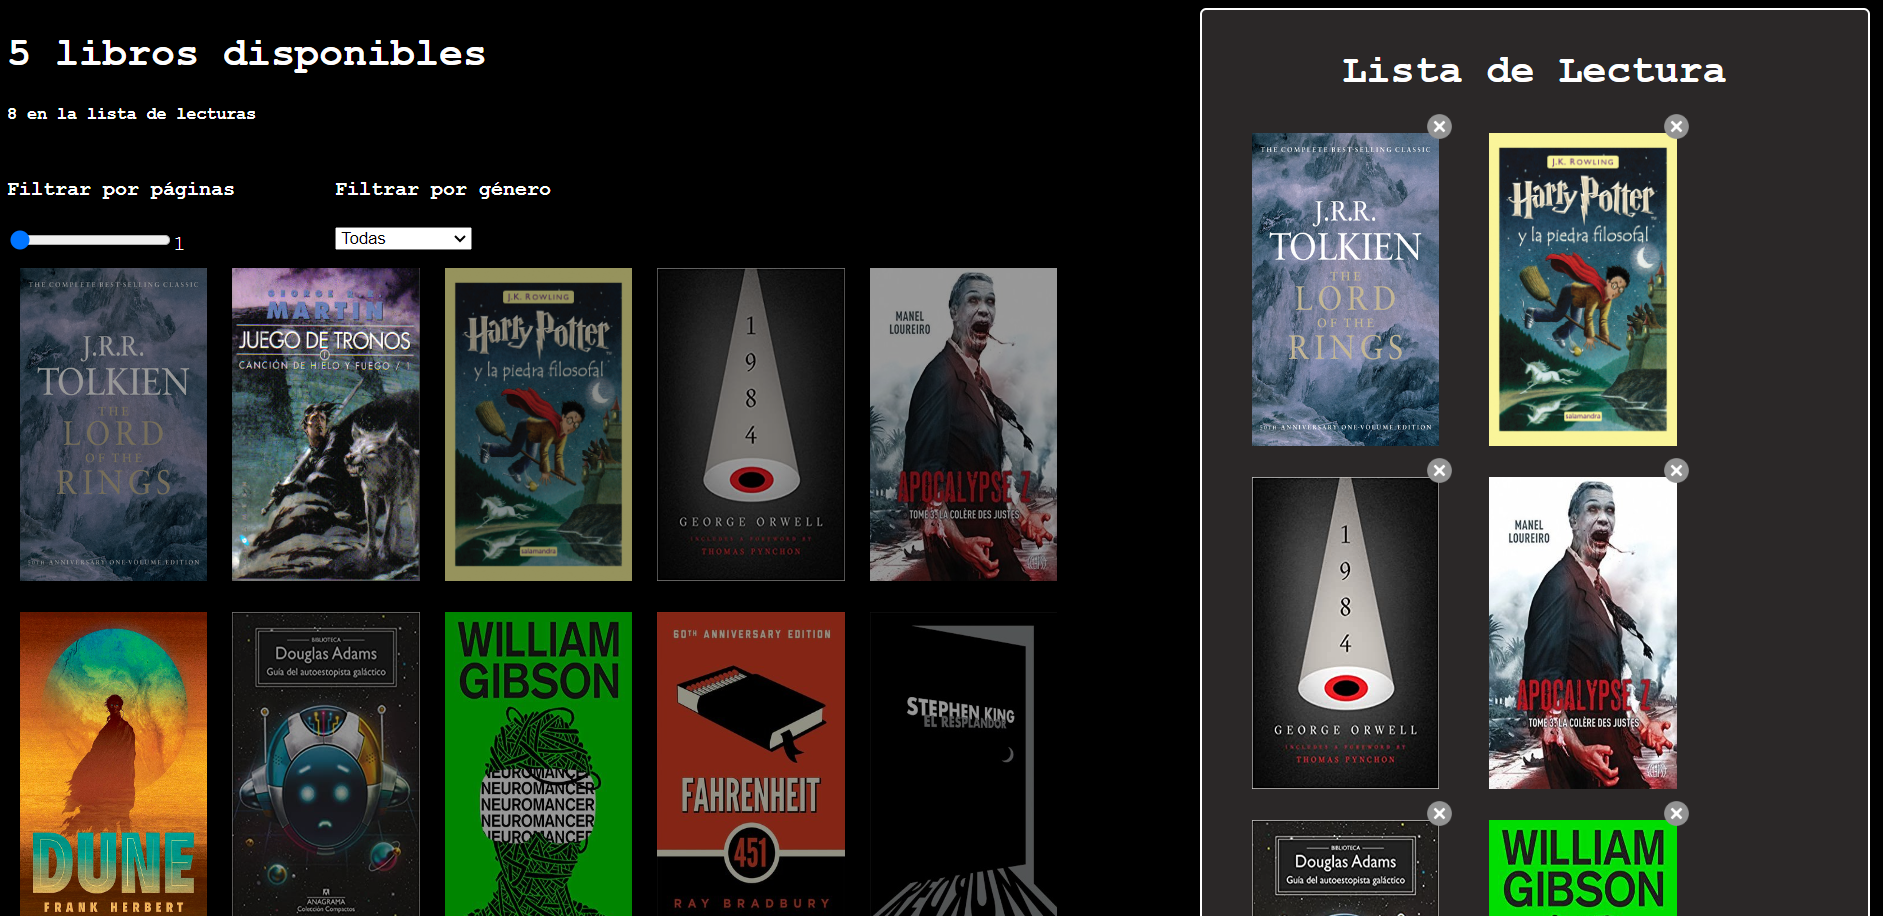 5 libros disponibles
8 en la lista de lecturas
Filtrar por páginas
1
Filtrar por género
Todas
THE COMPLETE BEST-SELLING CLASSIC
J.R.R.
TOLKIEN
THE
LORD
OF THE
RINGS
50TH ANNIVERSARY ONE-VOLUME EDITION
GEORGE R.R.
MARTIN
JUEGO DE TRONOS
CANCIÓN DE HIELO Y FUEGO / 1
J.K. ROWLING
Harry Potter
y la piedra filosofal
salamandra
1
9
8
4
GEORGE ORWELL
INCLUDES A FOREWORD BY
THOMAS PYNCHON
MANEL
LOUREIRO
APOCALYPSE Z
TOME 3: LA COLÈRE DES JUSTES
DUNE
FRANK HERBERT
BIBLIOTECA
Douglas Adams
Guía del autoestopista galáctico
ANAGRAMA
Colección Compactos
WILLIAM
GIBSON
NEUROMANCER
NEUROMANCER
NEUROMANCER
NEUROMANCER
NEUROMANCER
60TH ANNIVERSARY EDITION
FAHRENHEIT
451
RAY BRADBURY
STEPHEN KING
EL RESPLANDOR
REDRUM
Lista de Lectura
THE COMPLETE BEST-SELLING CLASSIC
J.R.R.
TOLKIEN
THE
LORD
OF THE
RINGS
50TH ANNIVERSARY ONE-VOLUME EDITION
J.K. ROWLING
Harry Potter
y la piedra filosofal
salamandra
1
9
8
4
GEORGE ORWELL
INCLUDES A FOREWORD BY
THOMAS PYNCHON
MANEL
LOUREIRO
APOCALYPSE Z
TOME 3: LA COLÈRE DES JUSTES
BIBLIOTECA
Douglas Adams
Guía del autoestopista galáctico
WILLIAM
GIBSON